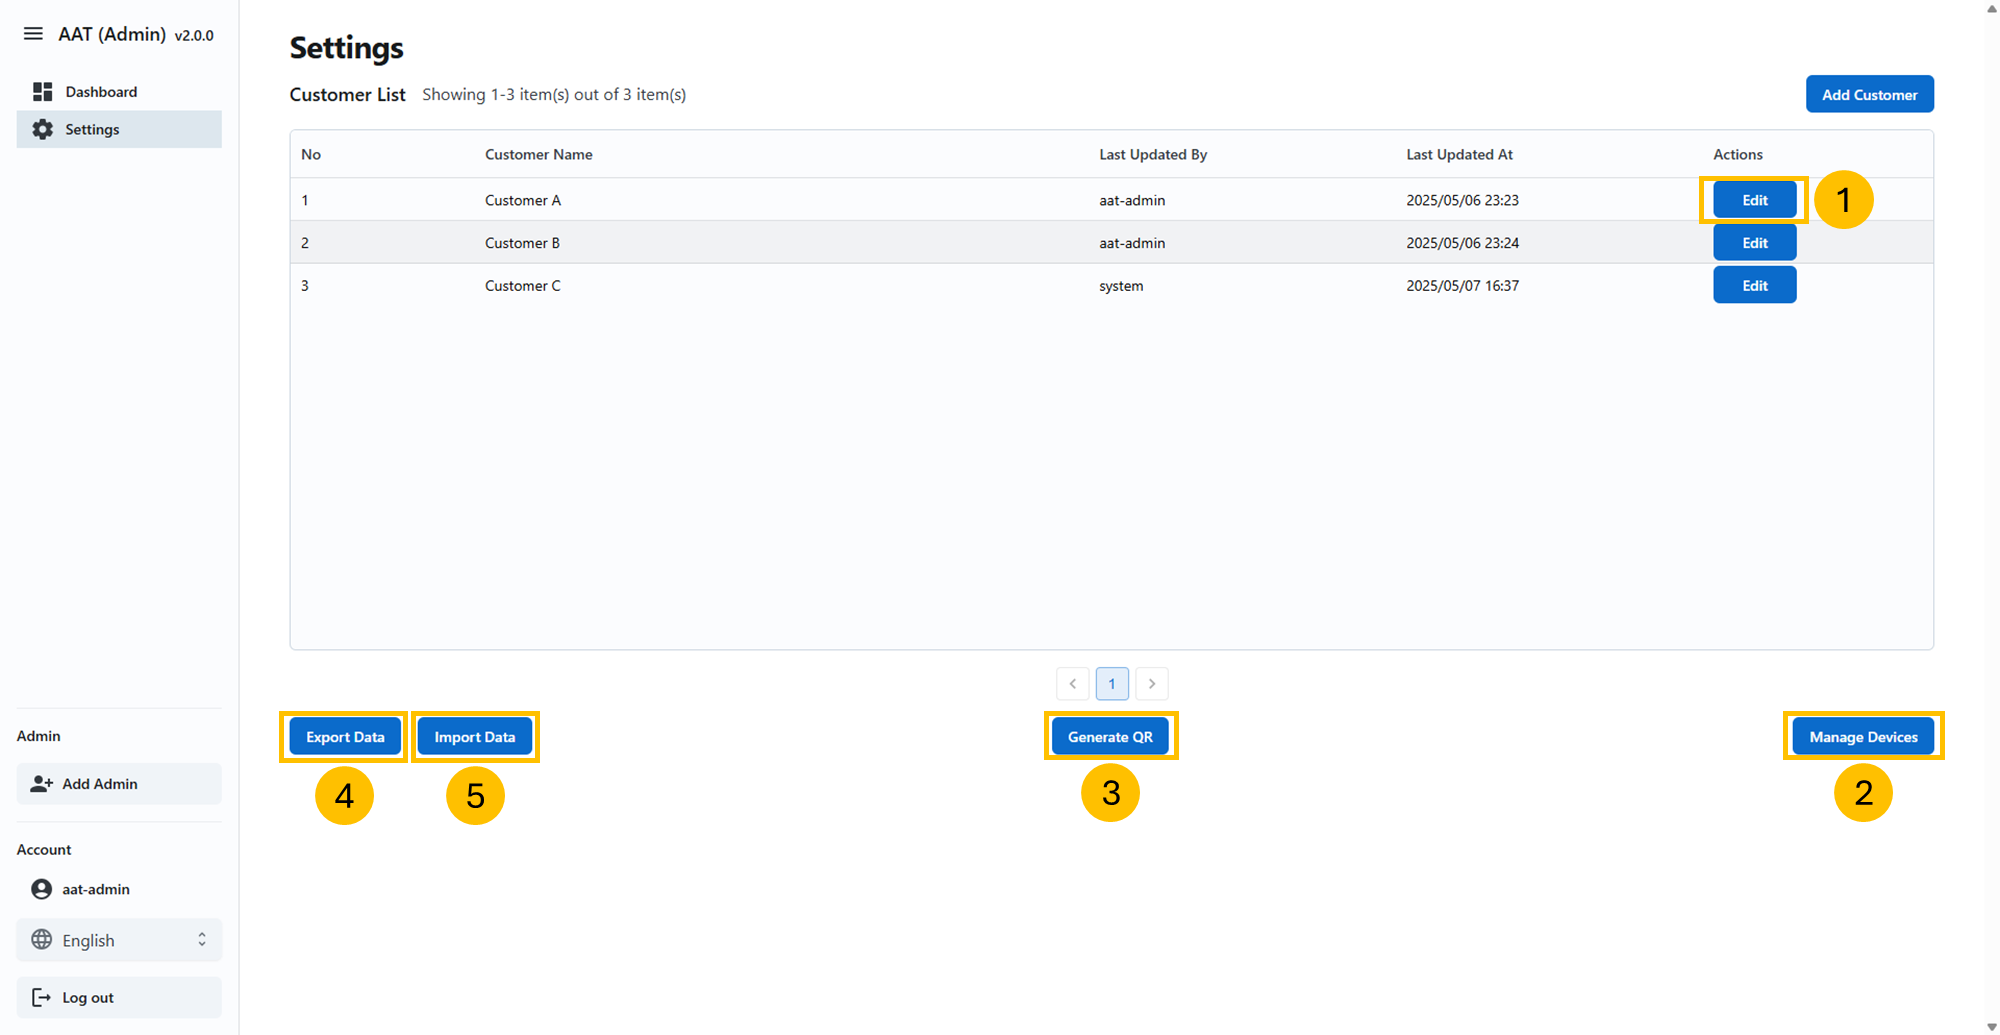 AAT (Admin) v2.0.0
Dashboard
Settings
Admin
Add Admin
Account
aat-admin
English
Log out
Settings
Customer List Showing 1-3 item(s) out of 3 item(s)
Add Customer
No Customer Name Last Updated By Last Updated At Actions
1 Customer A aat-admin 2025/05/06 23:23 Edit 1
2 Customer B aat-admin 2025/05/06 23:24 Edit
3 Customer C system 2025/05/07 16:37 Edit
1
Export Data Import Data Generate QR Manage Devices
4 5 3 2